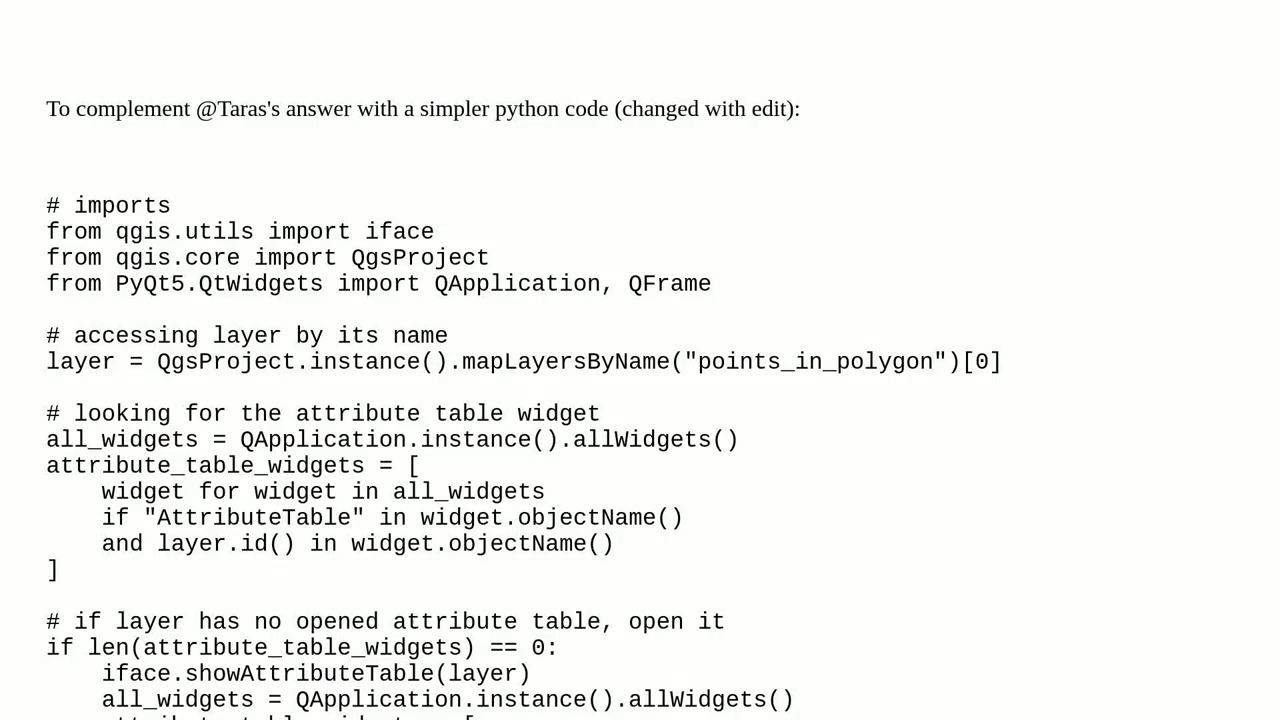 To complement @Taras's answer with a simpler python code (changed with edit):
# imports
from qgis.utils import iface
from qgis.core import QgsProject
from PyQt5.QtWidgets import QApplication, QFrame
# accessing layer by its name
layer = QgsProject.instance().mapLayersByName("points_in_polygon")[0]
# looking for the attribute table widget
all_widgets = QApplication.instance().allWidgets()
attribute_table_widgets = [
    widget for widget in all_widgets
    if "AttributeTable" in widget.objectName()
    and layer.id() in widget.objectName()
]
# if layer has no opened attribute table, open it
if len(attribute_table_widgets) == 0:
    iface.showAttributeTable(layer)
    all_widgets = QApplication.instance().allWidgets()